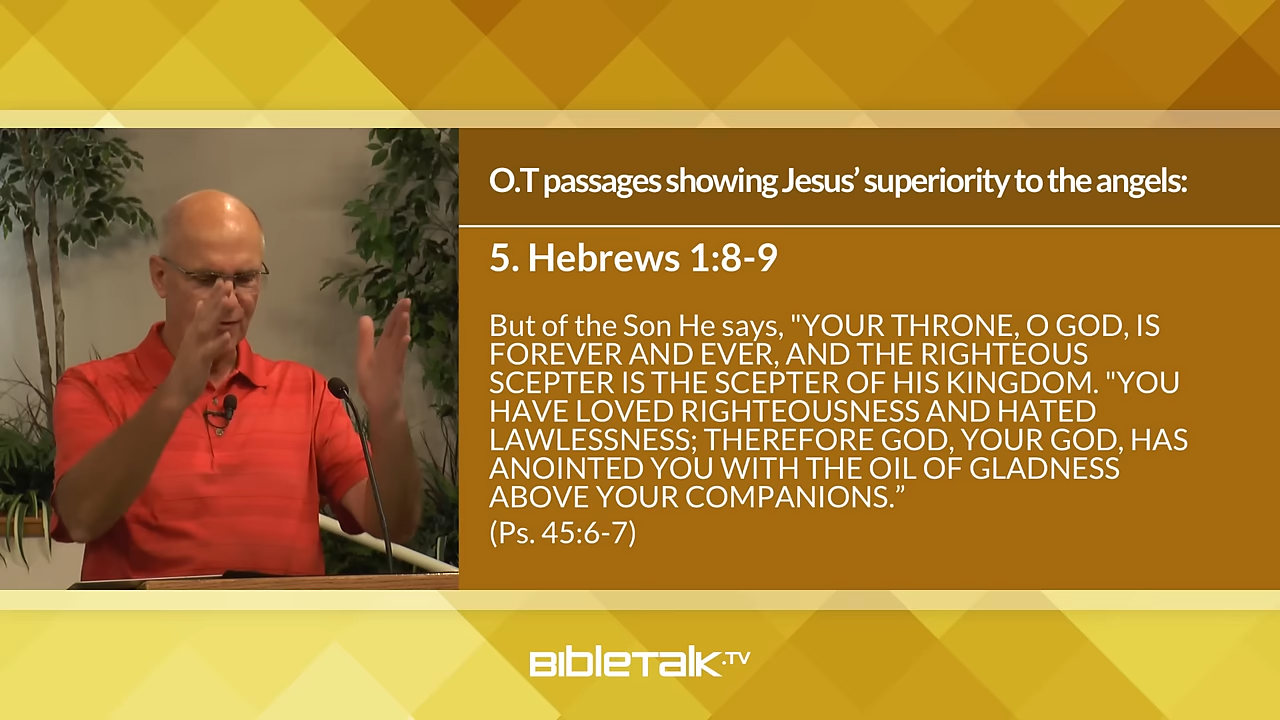 O.T passages showing Jesus’ superiority to the angels:
5. Hebrews 1:8-9
But of the Son He says, "YOUR THRONE, O GOD, IS
FOREVER AND EVER, AND THE RIGHTEOUS
SCEPTER IS THE SCEPTER OF HIS KINGDOM. "YOU
HAVE LOVED RIGHTEOUSNESS AND HATED
LAWLESSNESS; THEREFORE GOD, YOUR GOD, HAS
ANOINTED YOU WITH THE OIL OF GLADNESS
ABOVE YOUR COMPANIONS.”
(Ps. 45:6-7)
BIBLETALK.TV